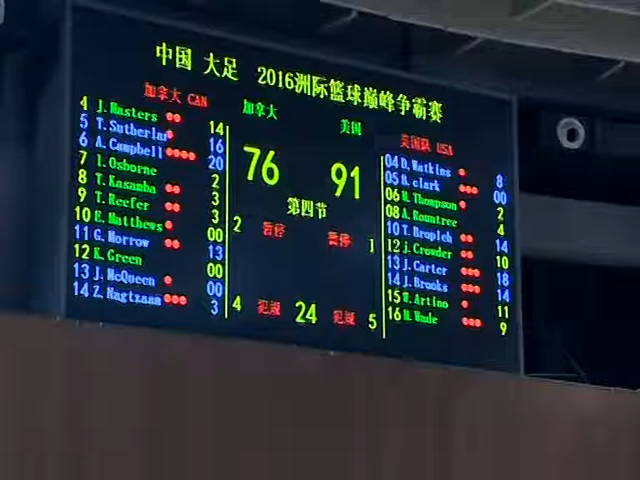 中国 大足 2016洲际篮球巅峰争霸赛
加拿大 CAN
4 J.Masters 14
5 T.Sutherlan 16
6 A.Campbell 20
7 I.Osborne 2
8 T.Kasamba 3
9 T.Reefer 3
10 E.Matthews 00
11 G.Morrow 13
12 K.Green 00
13 J.McQueen 00
14 Z.Nagtzaam 3
加拿大 美国
76 91
第四节
2 暂停 暂停 1
4 犯规 24 犯规 5
美国队 USA
04 D.Watkins 8
05 B.clark 00
06 M.Thompson 2
08 A.Rountree 4
10 T.Bropleh 14
12 J.Crowder 10
13 J.Carter 18
14 J.Brooks 14
15 W.Artino 11
16 M.Wade 9